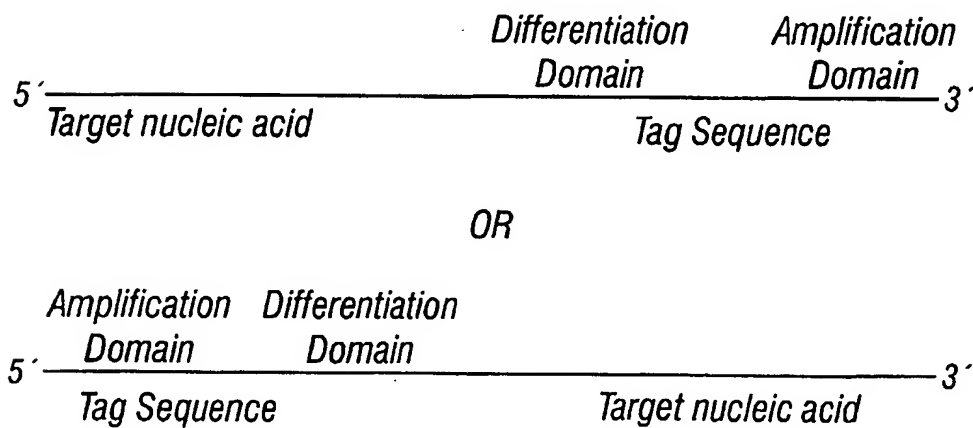 Differentiation Amplification
Domain Domain
5´ 3´
Target nucleic acid Tag Sequence
OR
Amplification Differentiation
Domain Domain
5´ 3´
Tag Sequence Target nucleic acid